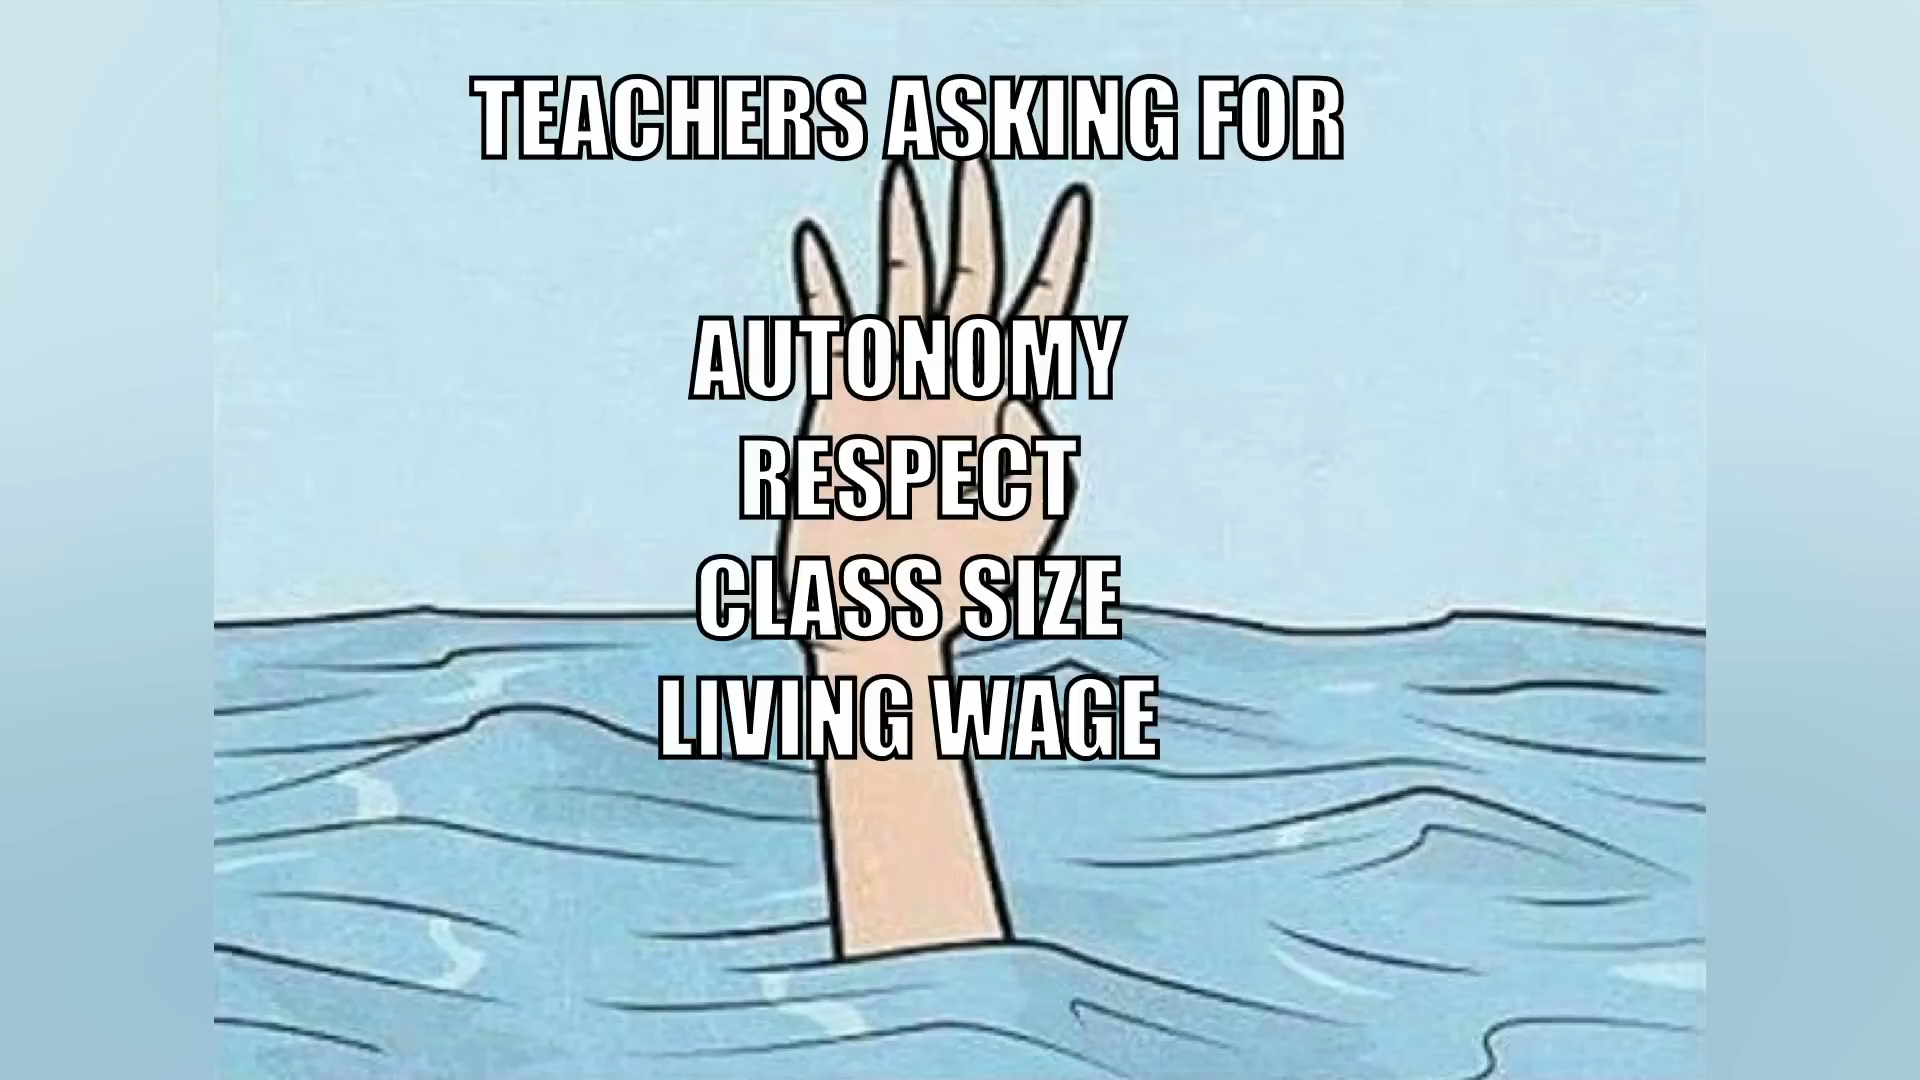 TEACHERS ASKING FOR
AUTONOMY
RESPECT
CLASS SIZE
LIVING WAGE